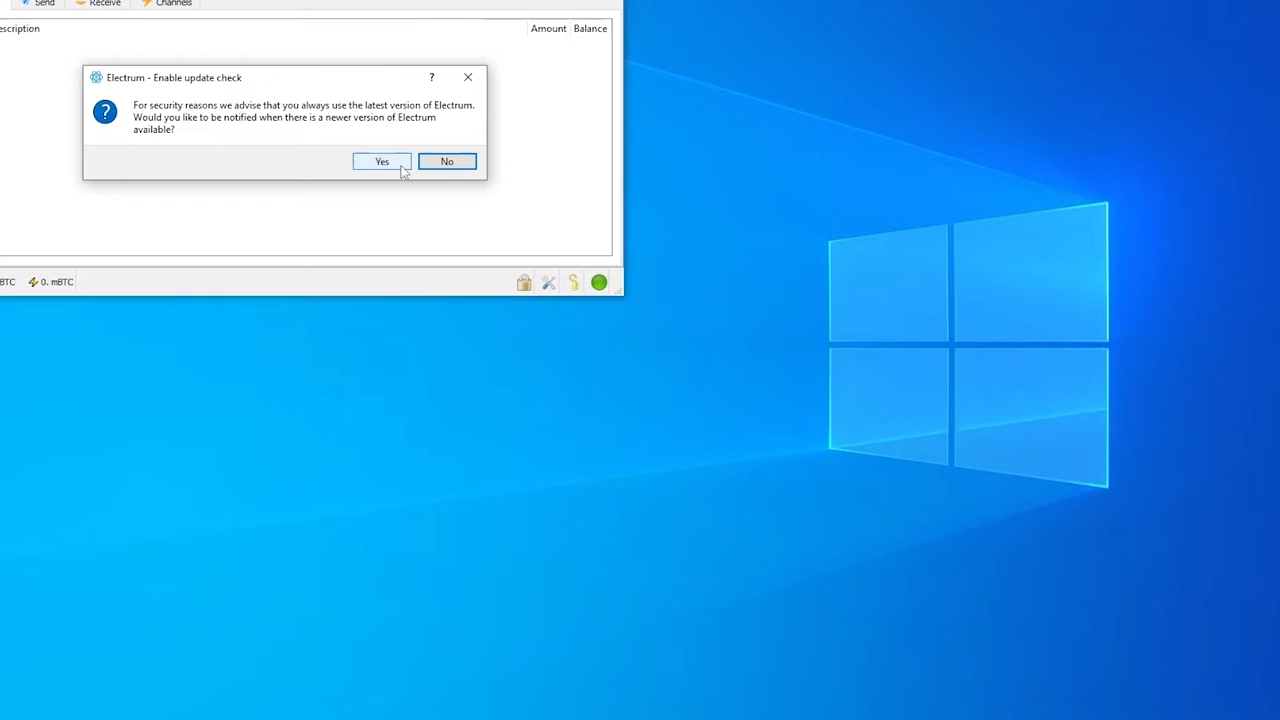 Send Receive Channels
escription Amount Balance
Electrum - Enable update check
For security reasons we advise that you always use the latest version of Electrum.
Would you like to be notified when there is a newer version of Electrum
available?
Yes No
BTC 0. mBTC